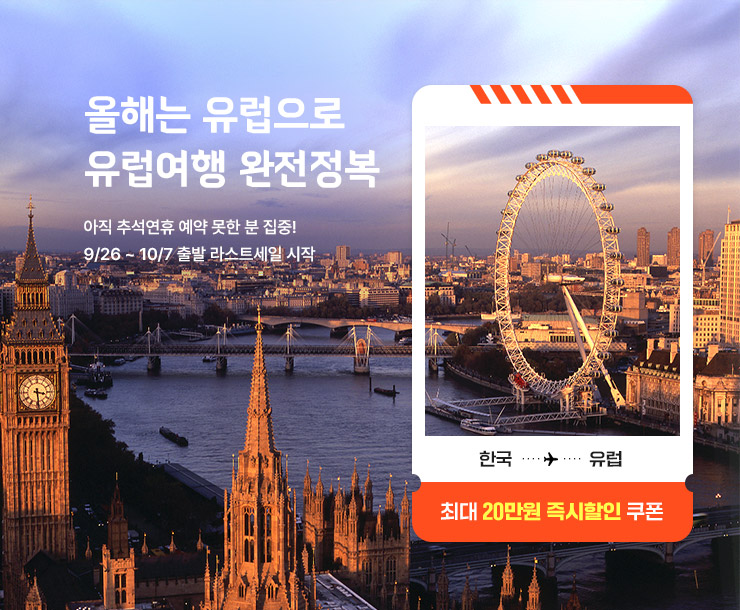 올해는 유럽으로
유럽여행 완전정복
아직 추석연휴 예약 못한 분 집중!
9/26 ~ 10/7 출발 라스트세일 시작
한국 유럽
최대 20만원 즉시할인 쿠폰